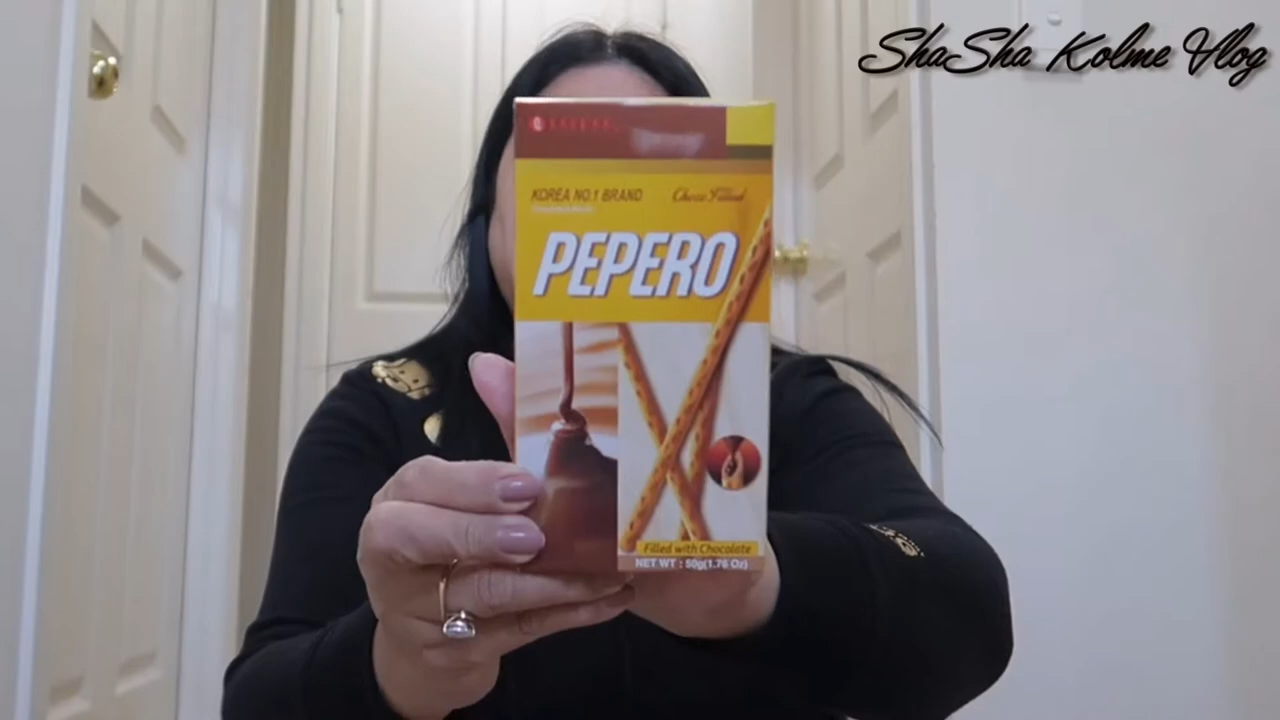 ShaSha Kolme Vlog
KOREA NO.1 BRAND
Choco Filled
PEPERO
Filled with Chocolate
NET WT : 50g(1.76 Oz)